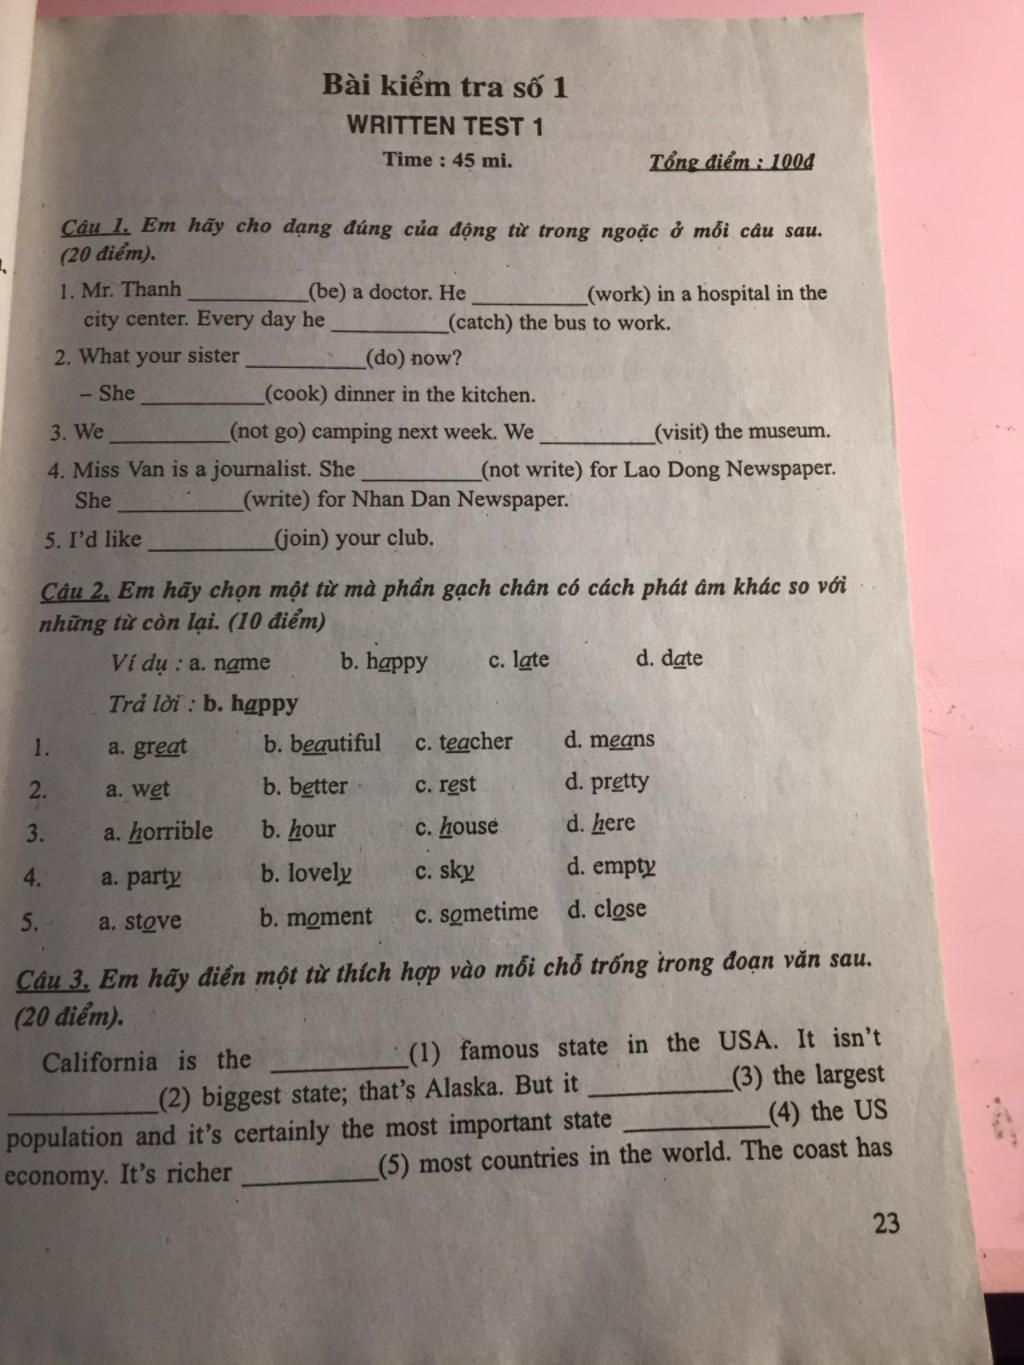 Bài kiểm tra số 1
WRITTEN TEST 1
Time : 45 mi. Tổng điểm : 100đ
Câu 1. Em hãy cho dạng đúng của động từ trong ngoặc ở mỗi câu sau.
(20 điểm).
1. Mr. Thanh __________(be) a doctor. He __________(work) in a hospital in the
city center. Every day he __________(catch) the bus to work.
2. What your sister __________(do) now?
– She __________(cook) dinner in the kitchen.
3. We __________(not go) camping next week. We __________(visit) the museum.
4. Miss Van is a journalist. She __________(not write) for Lao Dong Newspaper.
She __________(write) for Nhan Dan Newspaper.
5. I'd like __________(join) your club.
Câu 2. Em hãy chọn một từ mà phần gạch chân có cách phát âm khác so với
những từ còn lại. (10 điểm)
Ví dụ : a. name b. happy c. late d. date
Trả lời : b. happy
1. a. great b. beautiful c. teacher d. means
2. a. wet b. better c. rest d. pretty
3. a. horrible b. hour c. house d. here
4. a. party b. lovely c. sky d. empty
5. a. stove b. moment c. sometime d. close
Câu 3. Em hãy điền một từ thích hợp vào mỗi chỗ trống trong đoạn văn sau.
(20 điểm).
California is the __________(1) famous state in the USA. It isn't
__________(2) biggest state; that's Alaska. But it __________(3) the largest
population and it's certainly the most important state __________(4) the US
economy. It's richer __________(5) most countries in the world. The coast has
23